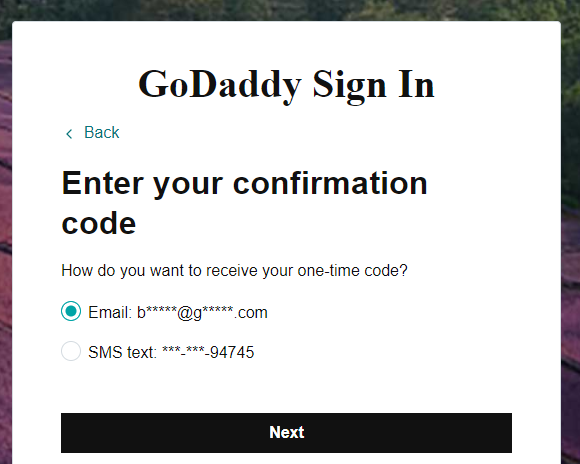 GoDaddy Sign In
Back
Enter your confirmation
code
How do you want to receive your one-time code?
Email: b*****@g*****.com
SMS text: ***-***-94745
Next